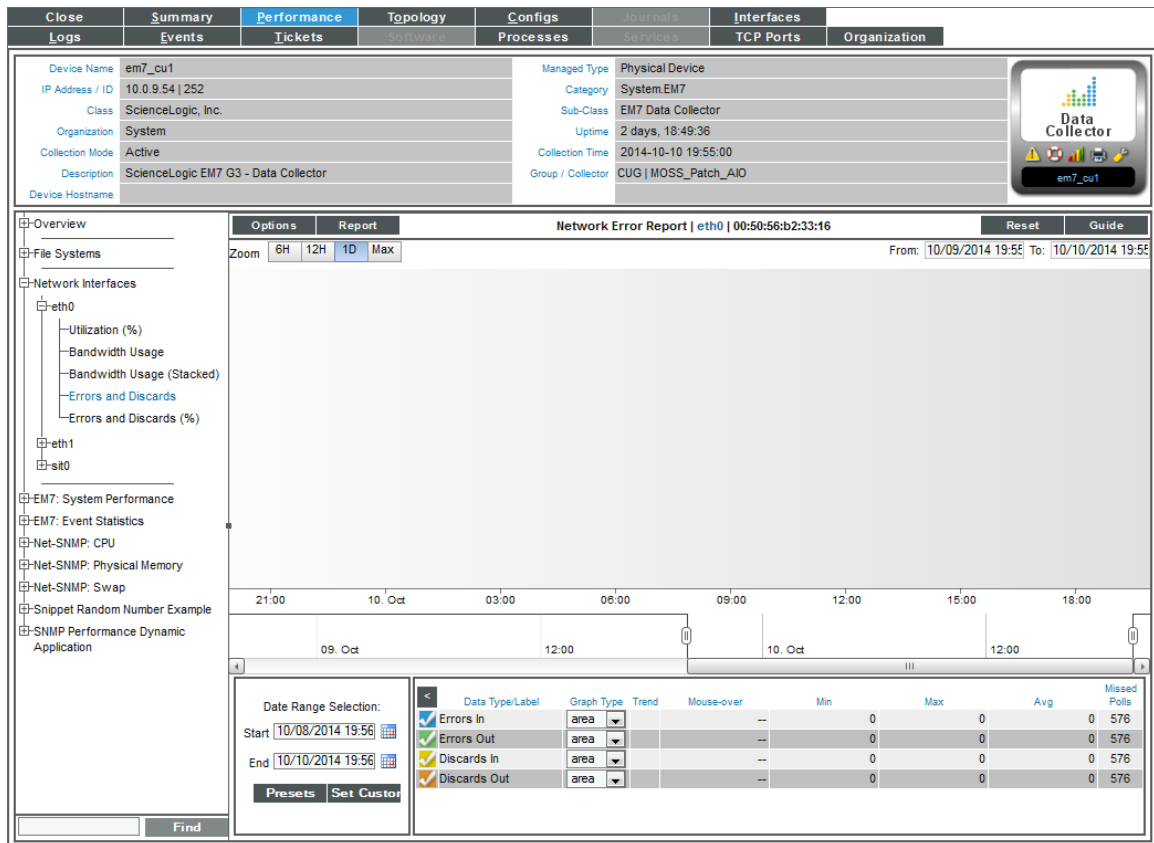 Close Summary Performance Topology Configs Journals Interfaces
Logs Events Tickets Software Processes Services TCP Ports Organization
Device Name em7_cu1 Managed Type Physical Device
IP Address / ID 10.0.9.54 | 252 Category System.EM7
Class ScienceLogic, Inc. Sub-Class EM7 Data Collector
Organization System Uptime 2 days, 18:49:36
Collection Mode Active Collection Time 2014-10-10 19:55:00
Description ScienceLogic EM7 G3 - Data Collector Group / Collector CUG | MOSS_Patch_AIO
Device Hostname
Data
Collector
em7_cu1
Overview
File Systems
Network Interfaces
eth0
Utilization (%)
Bandwidth Usage
Bandwidth Usage (Stacked)
Errors and Discards
Errors and Discards (%)
eth1
sit0
EM7: System Performance
EM7: Event Statistics
Net-SNMP: CPU
Net-SNMP: Physical Memory
Net-SNMP: Swap
Snippet Random Number Example
SNMP Performance Dynamic
Application
Find
Options Report Network Error Report | eth0 | 00:50:56:b2:33:16 Reset Guide
Zoom 6H 12H 1D Max From: 10/09/2014 19:55 To: 10/10/2014 19:55
21:00 10. Oct 03:00 06:00 09:00 12:00 15:00 18:00
09. Oct 12:00 10. Oct 12:00
Date Range Selection:
Start 10/08/2014 19:56
End 10/10/2014 19:56
Presets Set Custor
< Data Type/Label Graph Type Trend Mouse-over Min Max Avg Missed Polls
Errors In area -- 0 0 0 576
Errors Out area -- 0 0 0 576
Discards In area -- 0 0 0 576
Discards Out area -- 0 0 0 576